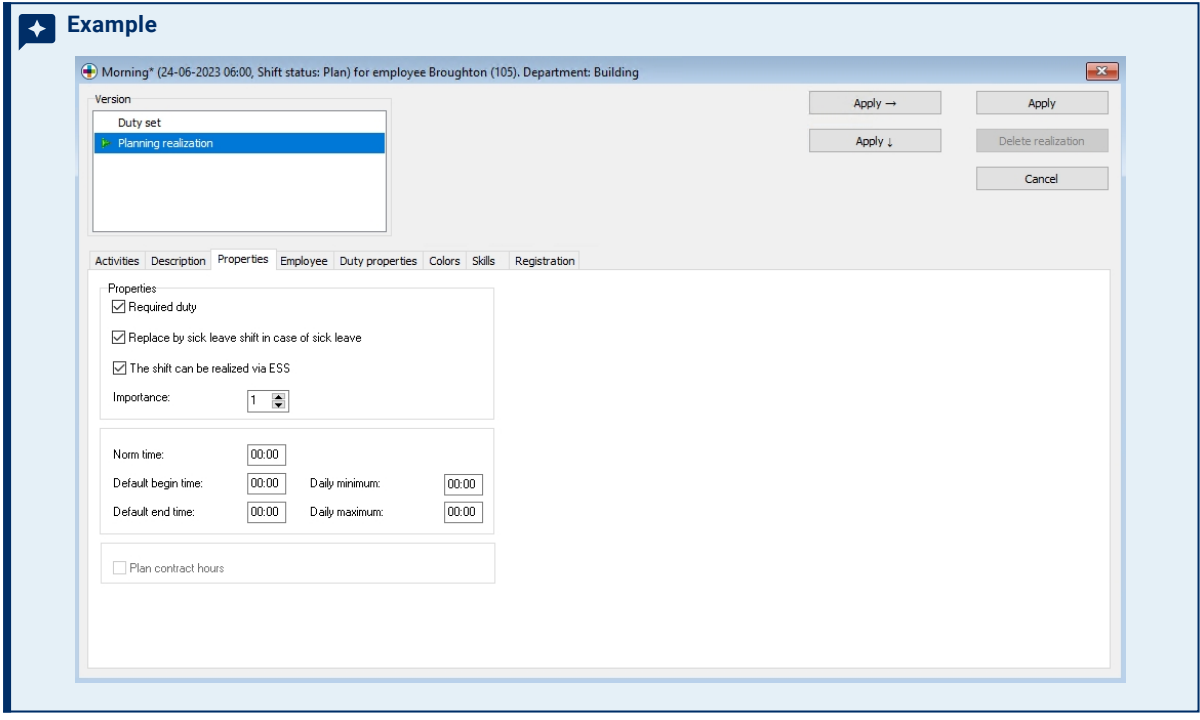 Example
Morning* (24-06-2023 06:00, Shift status: Plan) for employee Broughton (105). Department: Building
Version
Duty set
Planning realization
Apply →
Apply
Apply ↓
Delete realization
Cancel
Activities Description Properties Employee Duty properties Colors Skills Registration
Properties
Required duty
Replace by sick leave shift in case of sick leave
The shift can be realized via ESS
Importance: 1
Norm time: 00:00
Default begin time: 00:00 Daily minimum: 00:00
Default end time: 00:00 Daily maximum: 00:00
Plan contract hours